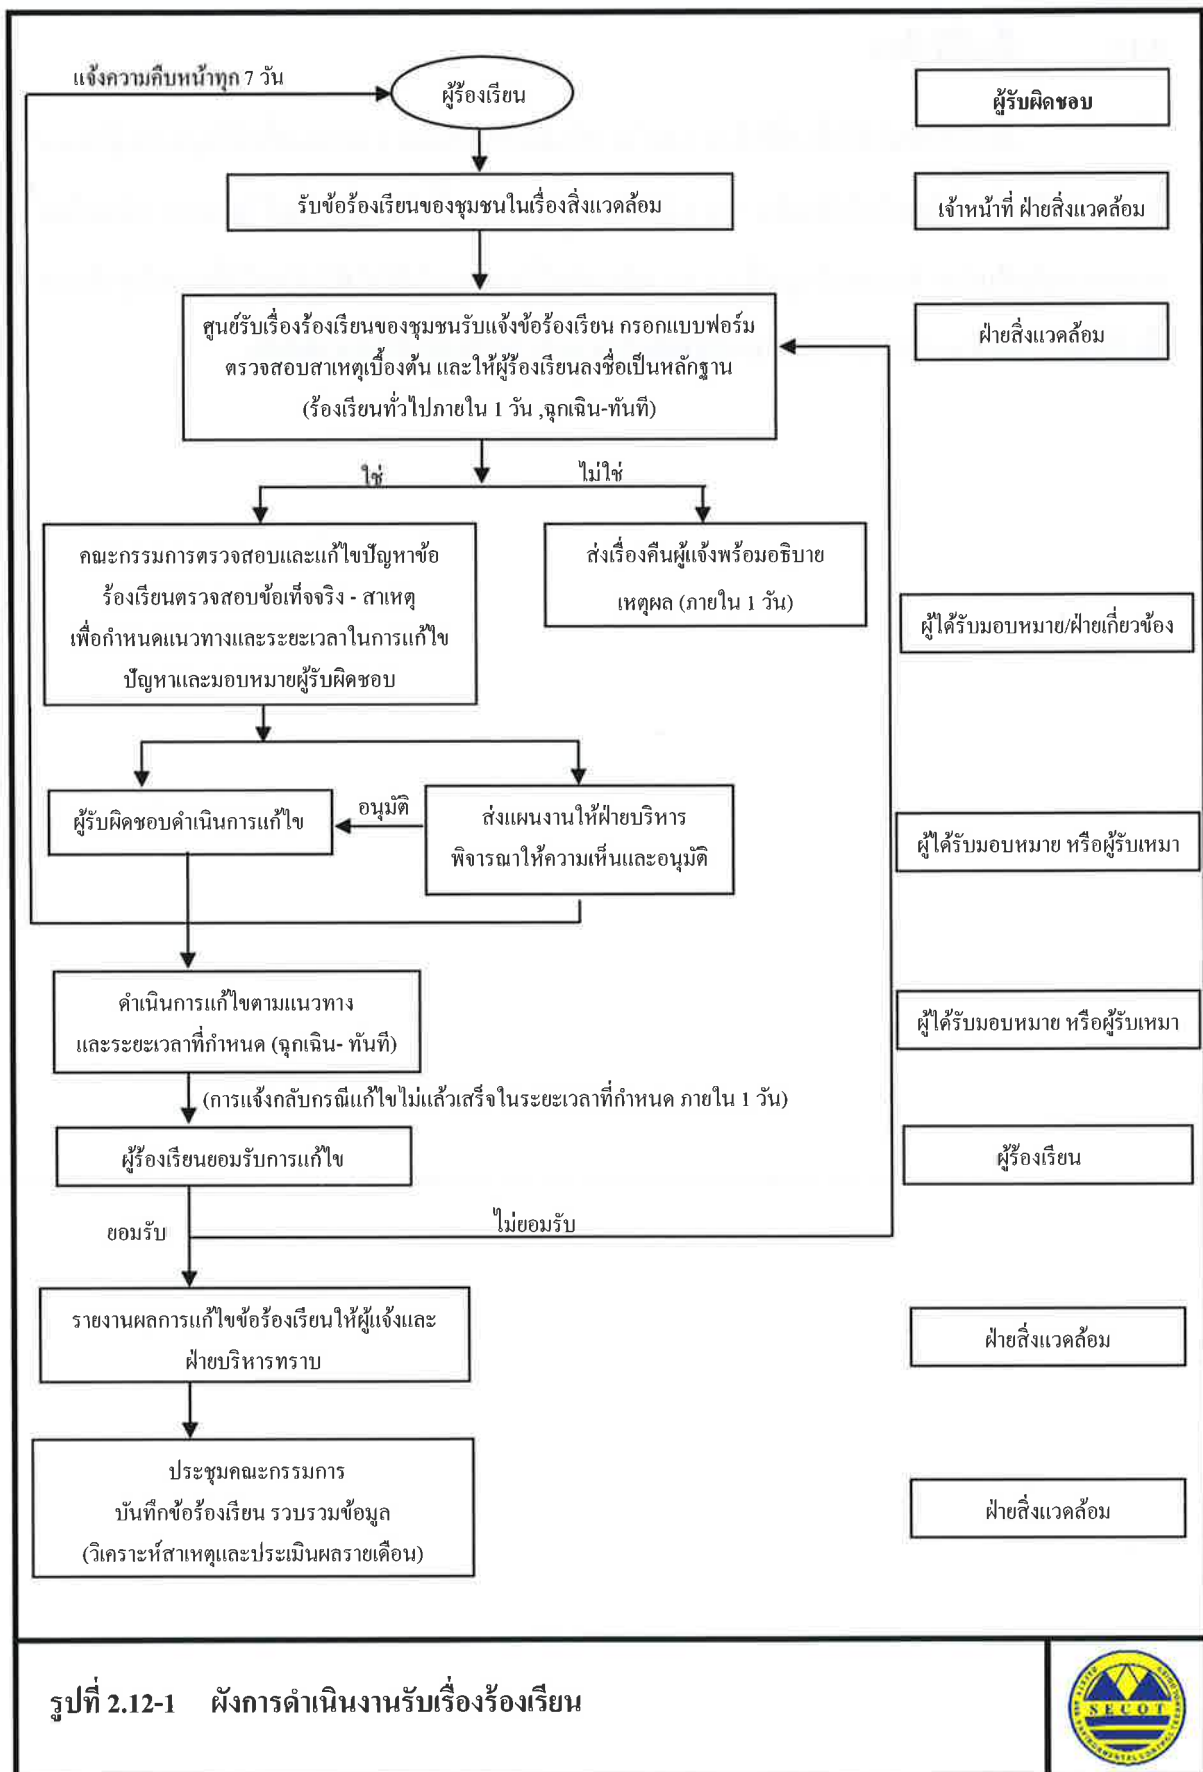 แจ้งความคืบหน้าทุก 7 วัน
ผู้ร้องเรียน
ผู้รับผิดชอบ
รับข้อร้องเรียนของชุมชนในเรื่องสิ่งแวดล้อม
เจ้าหน้าที่ ฝ่ายสิ่งแวดล้อม
ศูนย์รับเรื่องร้องเรียนของชุมชนรับแจ้งข้อร้องเรียน กรอกแบบฟอร์ม
ตรวจสอบสาเหตุเบื้องต้น และให้ผู้ร้องเรียนลงชื่อเป็นหลักฐาน
(ร้องเรียนทั่วไปภายใน 1 วัน ,ฉุกเฉิน-ทันที)
ฝ่ายสิ่งแวดล้อม
ใช่
ไม่ใช่
คณะกรรมการตรวจสอบและแก้ไขปัญหาข้อ
ร้องเรียนตรวจสอบข้อเท็จจริง - สาเหตุ
เพื่อกำหนดแนวทางและระยะเวลาในการแก้ไข
ปัญหาและมอบหมายผู้รับผิดชอบ
ส่งเรื่องคืนผู้แจ้งพร้อมอธิบาย
เหตุผล (ภายใน 1 วัน)
ผู้ได้รับมอบหมาย/ฝ่ายเกี่ยวข้อง
ผู้รับผิดชอบดำเนินการแก้ไข
อนุมัติ
ส่งแผนงานให้ฝ่ายบริหาร
พิจารณาให้ความเห็นและอนุมัติ
ผู้ได้รับมอบหมาย หรือผู้รับเหมา
ดำเนินการแก้ไขตามแนวทาง
และระยะเวลาที่กำหนด (ฉุกเฉิน- ทันที)
ผู้ได้รับมอบหมาย หรือผู้รับเหมา
(การแจ้งกลับกรณีแก้ไขไม่แล้วเสร็จในระยะเวลาที่กำหนด ภายใน 1 วัน)
ผู้ร้องเรียนยอมรับการแก้ไข
ผู้ร้องเรียน
ยอมรับ
ไม่ยอมรับ
รายงานผลการแก้ไขข้อร้องเรียนให้ผู้แจ้งและ
ฝ่ายบริหารทราบ
ฝ่ายสิ่งแวดล้อม
ประชุมคณะกรรมการ
บันทึกข้อร้องเรียน รวบรวมข้อมูล
(วิเคราะห์สาเหตุและประเมินผลรายเดือน)
ฝ่ายสิ่งแวดล้อม
รูปที่ 2.12-1 ผังการดำเนินงานรับเรื่องร้องเรียน
SECOT